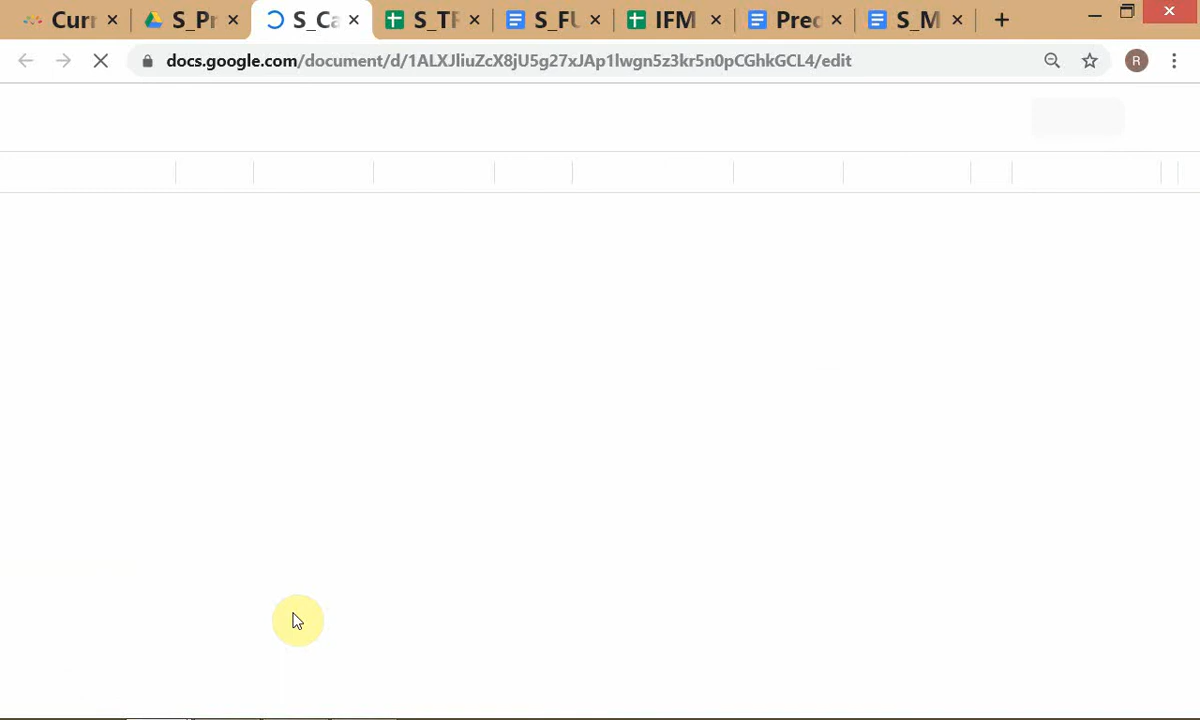 Curr S_Pr S_Ca S_TF S_FU IFM Pred S_M
docs.google.com/document/d/1ALXJliuZcX8jU5g27xJAp1lwgn5z3kr5n0pCGhkGCL4/edit R